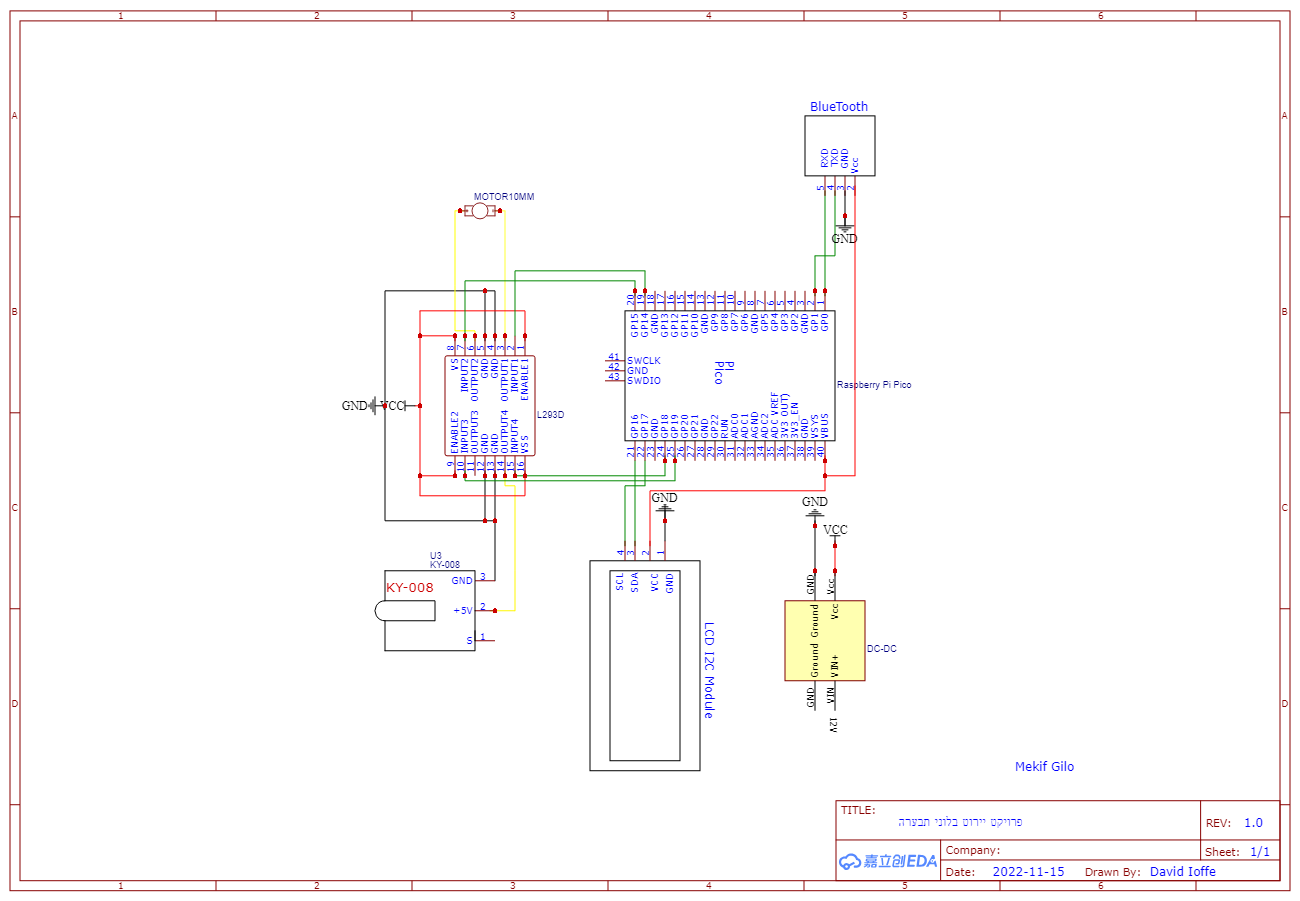 1 2 3 4 5 6
A A
B B
C C
D D
BlueTooth
RXD TXD GND Vcc
5 4 3 2
GND
MOTOR10MM
20 19 18 17 16 15 14 13 12 11 10 9 8 7 6 5 4 3 2 1
GP15 GP14 GND GP13 GP12 GP11 GP10 GND GP9 GP8 GP7 GP6 GND GP5 GP4 GP3 GP2 GND GP1 GP0
41 SWCLK
42 GND
43 SWDIO
Pi
Pico
Raspberry Pi Pico
GP16 GP17 GND GP18 GP19 GP20 GP21 GND GP22 RUN ADC0 ADC1 AGND ADC2 ADC_VREF 3V3_OUT) 3V3_EN GND VSYS VBUS
21 22 23 24 25 26 27 28 29 30 31 32 33 34 35 36 37 38 39 40
8 7 6 5 4 3 2 1
VS INPUT2 OUTPUT2 GND GND OUTPUT1 INPUT1 ENABLE1
GND VCC
L293D
ENABLE2 INPUT3 OUTPUT3 GND GND OUTPUT4 INPUT4 VSS
9 10 11 12 13 14 15 16
GND
4 3 2 1
SCL SDA VCC GND
LCD I2C Module
U3
KY-008
KY-008
GND 3
+5V 2
S 1
GND
VCC
GND Vcc
Ground Ground Vcc
VIN+
DC-DC
GND VIN
12V
Mekif Gilo
TITLE:
פרויקט יירוט בלוני תבערה
REV: 1.0
嘉立创EDA
Company:
Sheet: 1/1
Date: 2022-11-15 Drawn By: David Ioffe
1 2 3 4 5 6